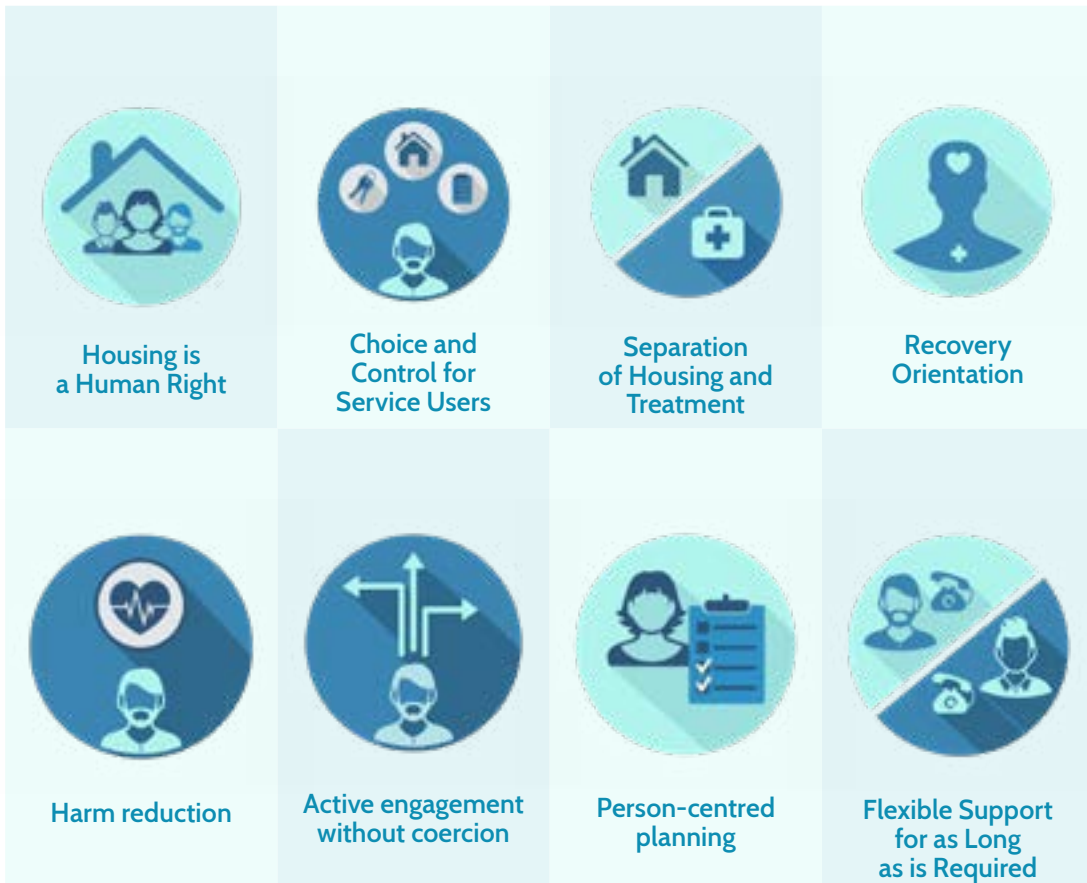 Housing is
a Human Right
Choice and
Control for
Service Users
Separation
of Housing and
Treatment
Recovery
Orientation
Harm reduction
Active engagement
without coercion
Person-centred
planning
Flexible Support
for as Long
as is Required